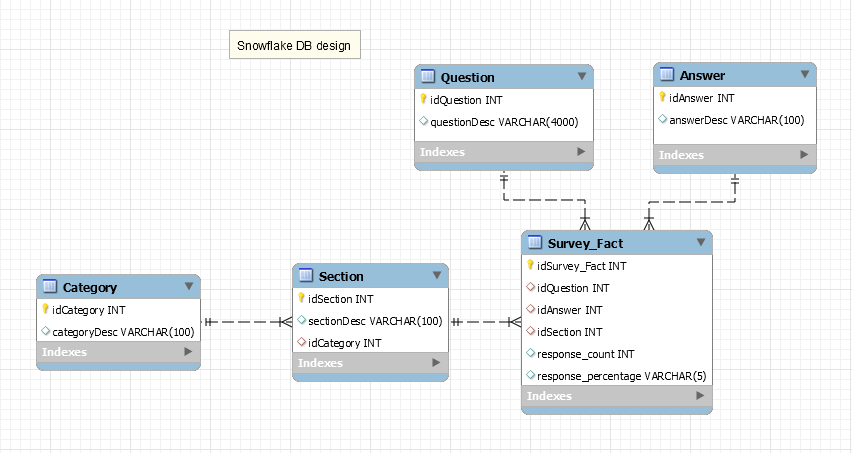 Snowflake DB design
Question
idQuestion INT
questionDesc VARCHAR(4000)
Indexes
Answer
idAnswer INT
answerDesc VARCHAR(100)
Indexes
Category
idCategory INT
categoryDesc VARCHAR(100)
Indexes
Section
idSection INT
sectionDesc VARCHAR(100)
idCategory INT
Indexes
Survey_Fact
idSurvey_Fact INT
idQuestion INT
idAnswer INT
idSection INT
response_count INT
response_percentage VARCHAR(5)
Indexes